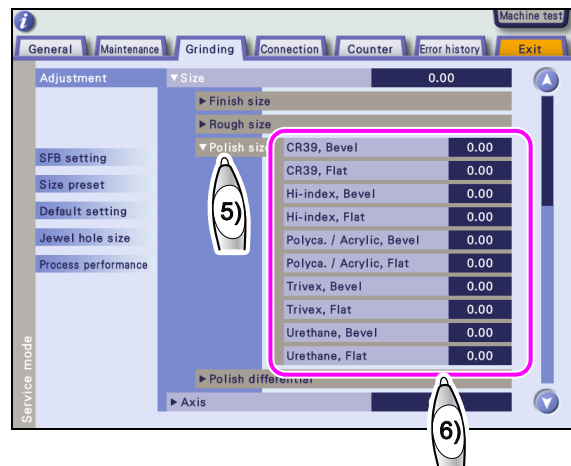 i
Machine test
General Maintenance Grinding Connection Counter Error history Exit
Adjustment
▼Size 0.00
▶Finish size
▶Rough size
▼Polish size
CR39, Bevel 0.00
CR39, Flat 0.00
Hi-index, Bevel 0.00
Hi-index, Flat 0.00
Polyca. / Acrylic, Bevel 0.00
Polyca. / Acrylic, Flat 0.00
Trivex, Bevel 0.00
Trivex, Flat 0.00
Urethane, Bevel 0.00
Urethane, Flat 0.00
▶Polish differential
▶Axis
SFB setting
Size preset
Default setting
Jewel hole size
Process performance
Service mode
5)
6)